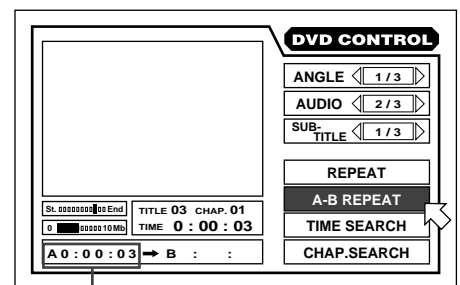 DVD CONTROL
ANGLE 1 / 3
AUDIO 2 / 3
SUB-TITLE 1 / 3
REPEAT
A-B REPEAT
TIME SEARCH
CHAP.SEARCH
St. End
0 10Mb
TITLE 03 CHAP. 01
TIME 0 : 00 : 03
A 0 : 00 : 03 ➞ B : :